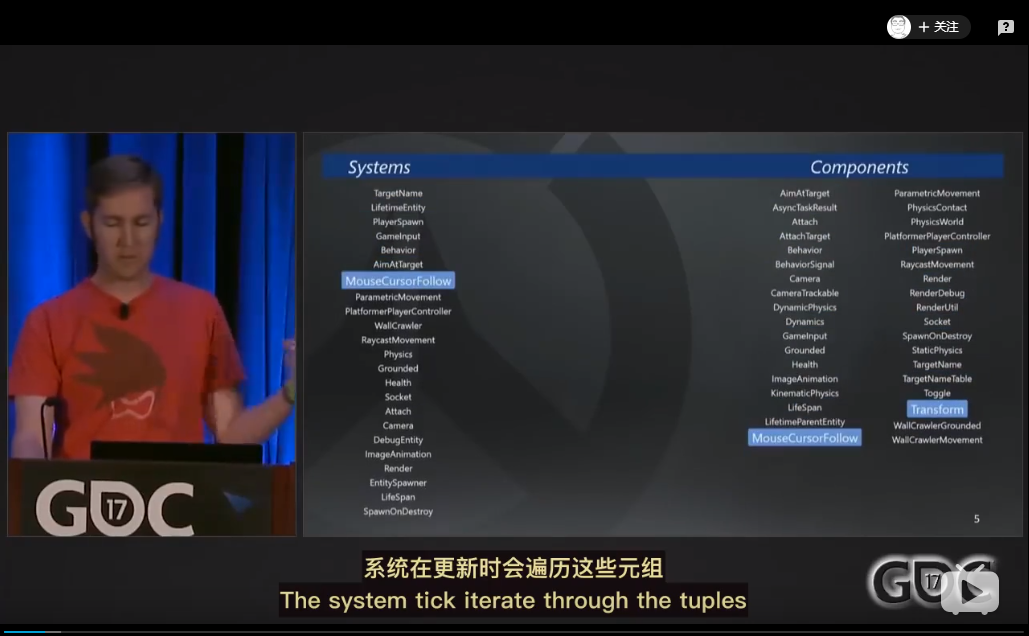 + 关注
?
Systems
TargetName
LifetimeEntity
PlayerSpawn
GameInput
Behavior
AimAtTarget
MouseCursorFollow
ParametricMovement
PlatformerPlayerController
WallCrawler
RaycastMovement
Physics
Grounded
Health
Socket
Attach
Camera
DebugEntity
ImageAnimation
Render
EntitySpawner
LifeSpan
SpawnOnDestroy
Components
AimAtTarget
AsyncTaskResult
Attach
AttachTarget
Behavior
BehaviorSignal
Camera
CameraTrackable
DynamicPhysics
Dynamics
GameInput
Grounded
Health
ImageAnimation
KinematicPhysics
LifeSpan
LifetimeParentEntity
MouseCursorFollow
ParametricMovement
PhysicsContact
PhysicsWorld
PlatformerPlayerController
PlayerSpawn
RaycastMovement
Render
RenderDebug
RenderUtil
Socket
SpawnOnDestroy
StaticPhysics
TargetName
TargetNameTable
Toggle
Transform
WallCrawlerGrounded
WallCrawlerMovement
5
GDC 17
系统在更新时会遍历这些元组
The system tick iterate through the tuples
GDC 17